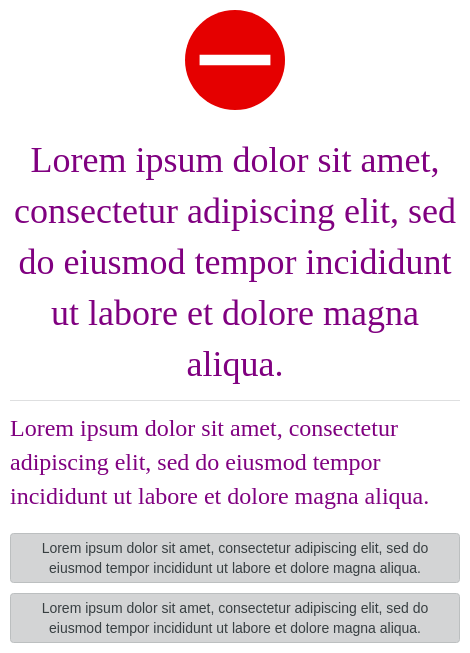 Lorem ipsum dolor sit amet,
consectetur adipiscing elit, sed
do eiusmod tempor incididunt
ut labore et dolore magna
aliqua.
Lorem ipsum dolor sit amet, consectetur
adipiscing elit, sed do eiusmod tempor
incididunt ut labore et dolore magna aliqua.
Lorem ipsum dolor sit amet, consectetur adipiscing elit, sed do
eiusmod tempor incididunt ut labore et dolore magna aliqua.
Lorem ipsum dolor sit amet, consectetur adipiscing elit, sed do
eiusmod tempor incididunt ut labore et dolore magna aliqua.